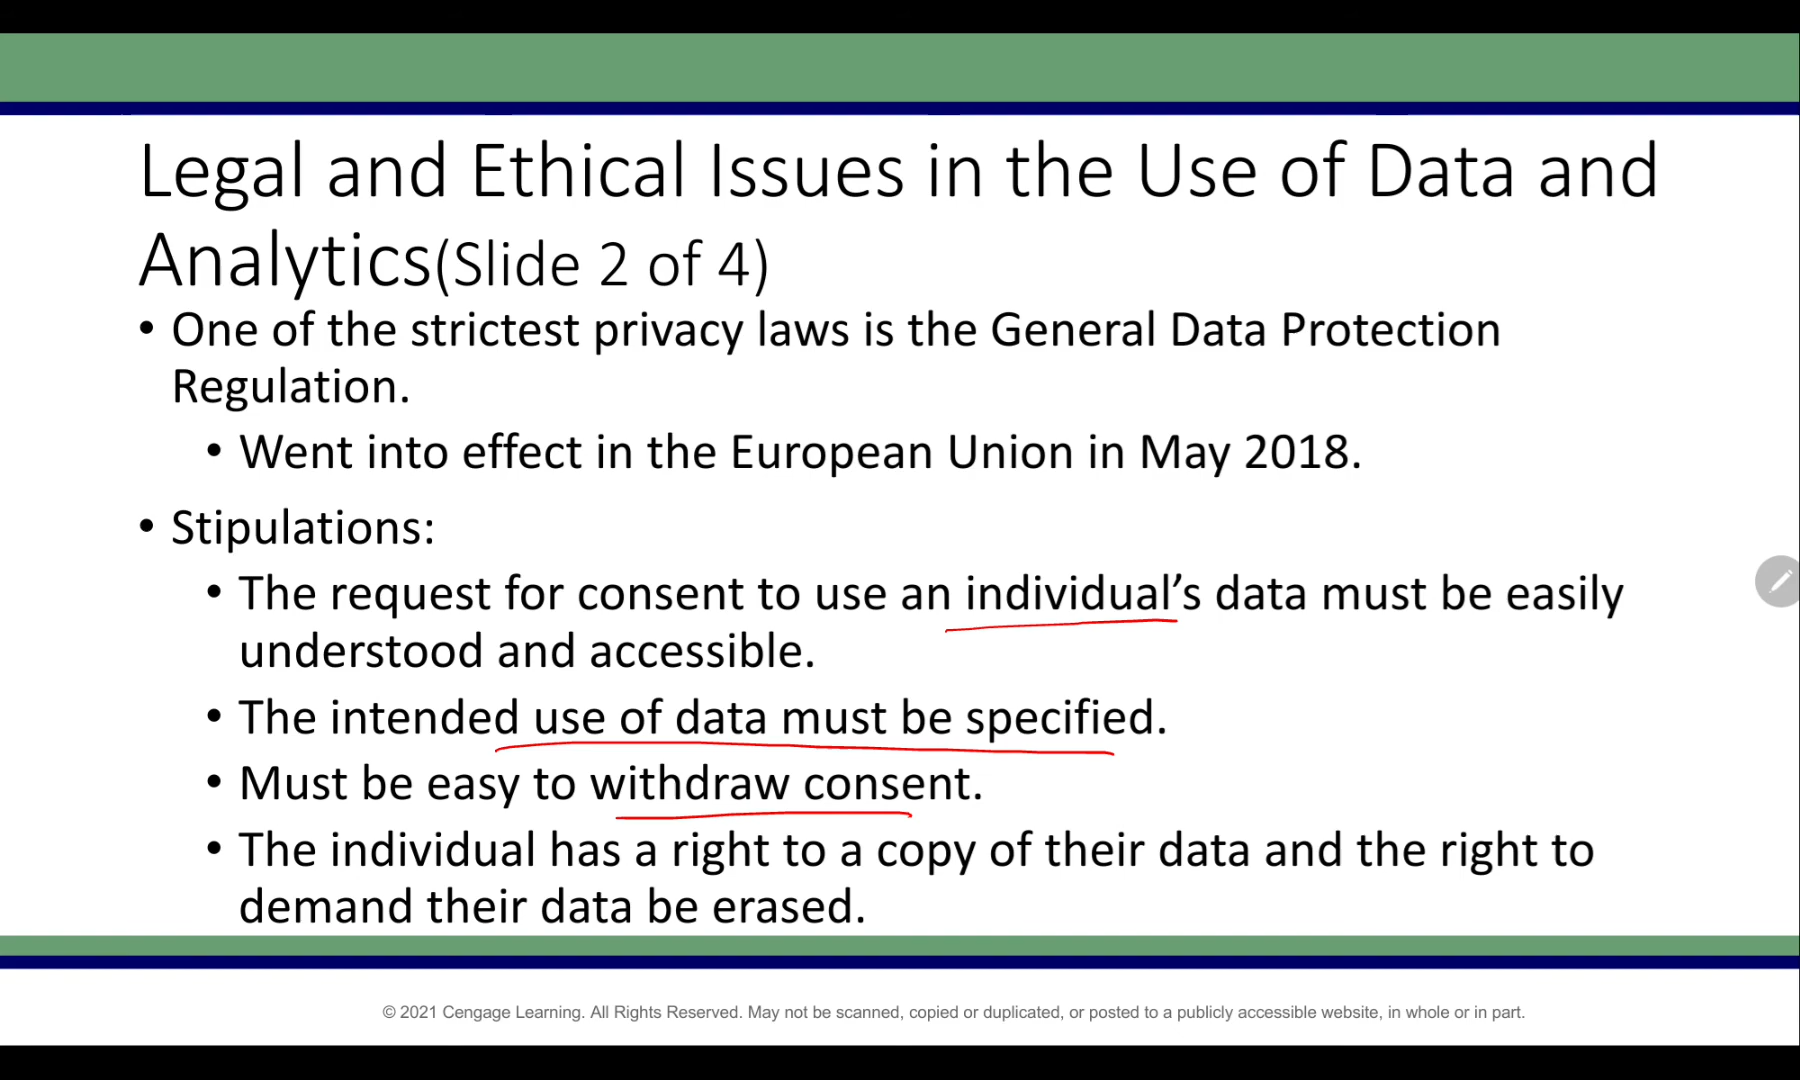 Legal and Ethical Issues in the Use of Data and
Analytics(Slide 2 of 4)
• One of the strictest privacy laws is the General Data Protection
Regulation.
• Went into effect in the European Union in May 2018.
• Stipulations:
• The request for consent to use an individual’s data must be easily
understood and accessible.
• The intended use of data must be specified.
• Must be easy to withdraw consent.
• The individual has a right to a copy of their data and the right to
demand their data be erased.
© 2021 Cengage Learning. All Rights Reserved. May not be scanned, copied or duplicated, or posted to a publicly accessible website, in whole or in part.